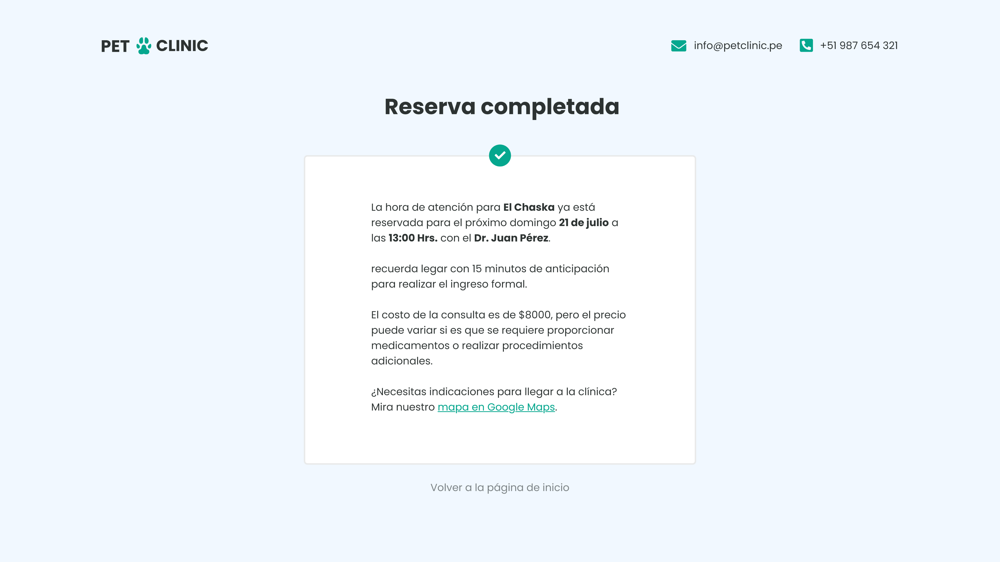 PET CLINIC
info@petclinic.pe
+51 987 654 321
Reserva completada
La hora de atención para El Chaska ya está
reservada para el próximo domingo 21 de julio a
las 13:00 Hrs. con el Dr. Juan Pérez.
recuerda legar con 15 minutos de anticipación
para realizar el ingreso formal.
El costo de la consulta es de $8000, pero el precio
puede variar si es que se requiere proporcionar
medicamentos o realizar procedimientos
adicionales.
¿Necesitas indicaciones para llegar a la clínica?
Mira nuestro mapa en Google Maps.
Volver a la página de inicio